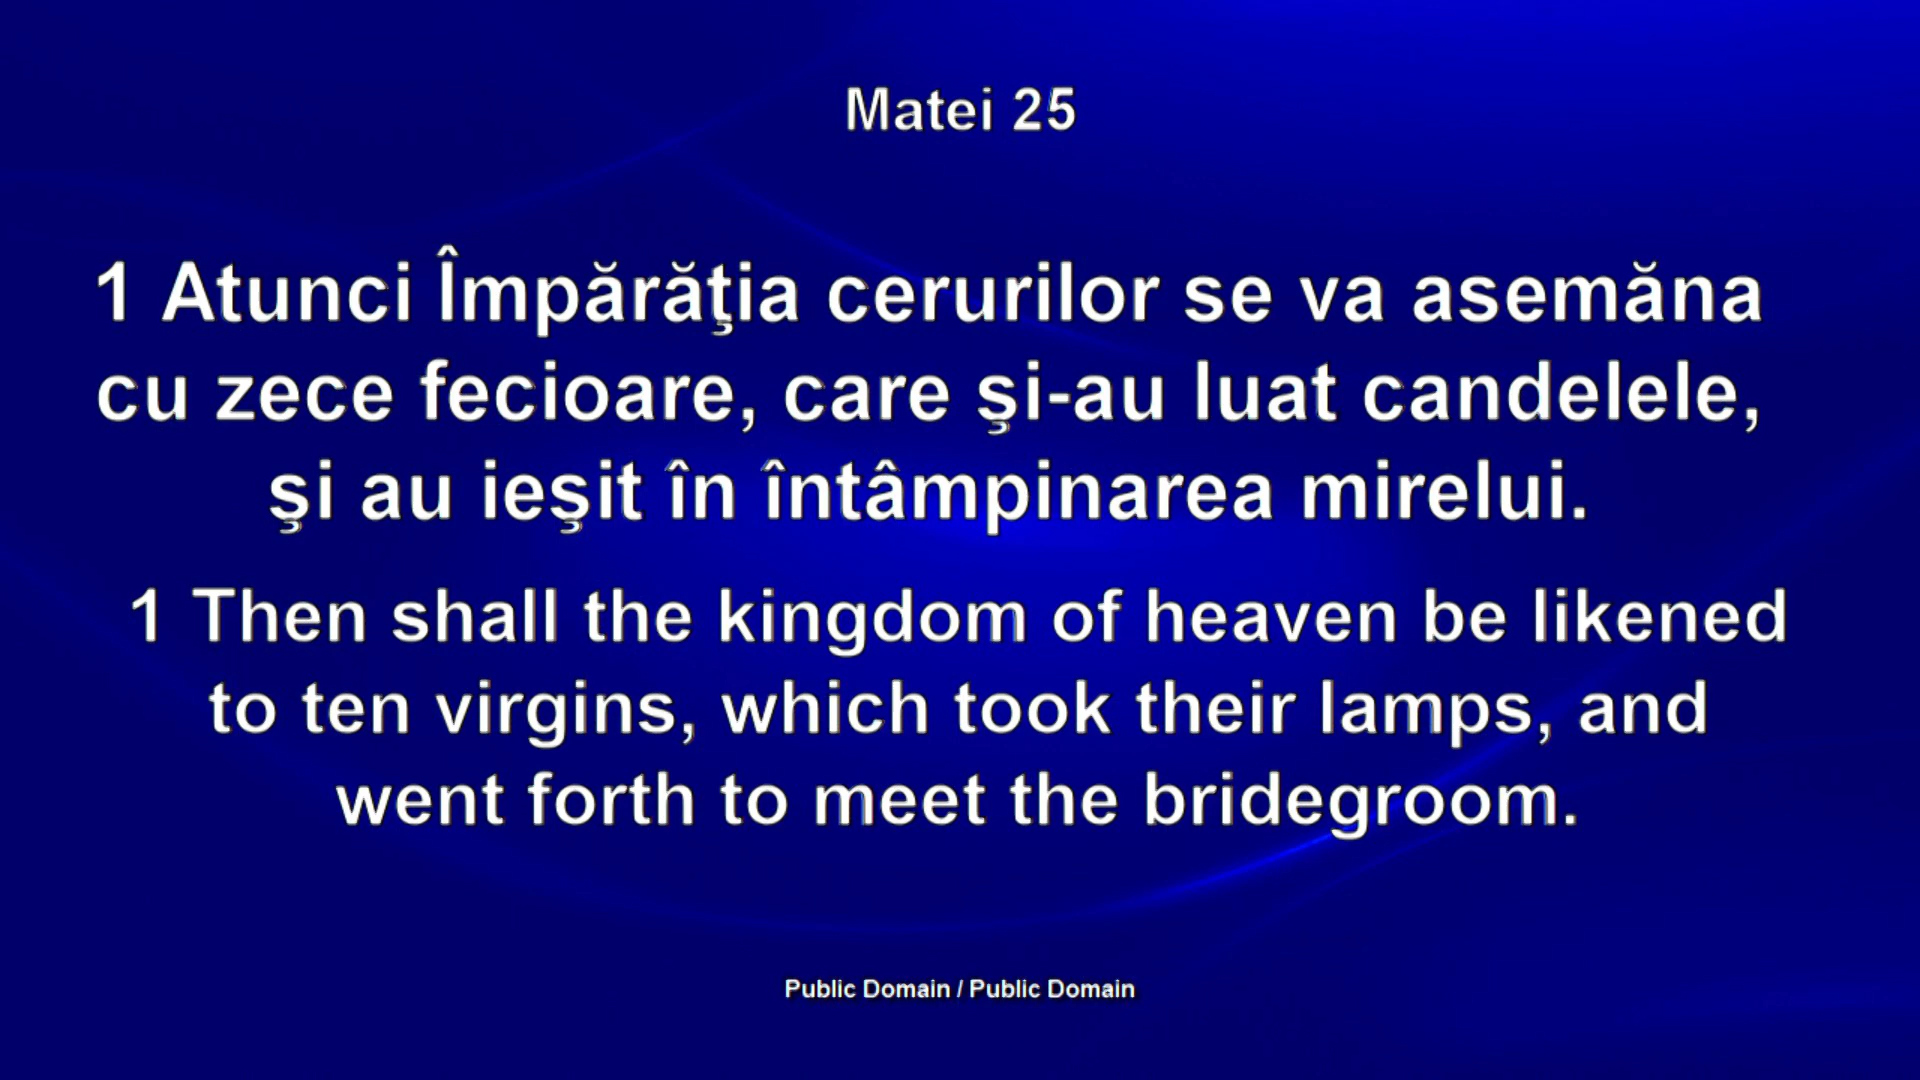 Matei 25
1 Atunci Împărăţia cerurilor se va asemăna
cu zece fecioare, care şi-au luat candelele,
şi au ieşit în întâmpinarea mirelui.
1 Then shall the kingdom of heaven be likened
to ten virgins, which took their lamps, and
went forth to meet the bridegroom.
Public Domain / Public Domain